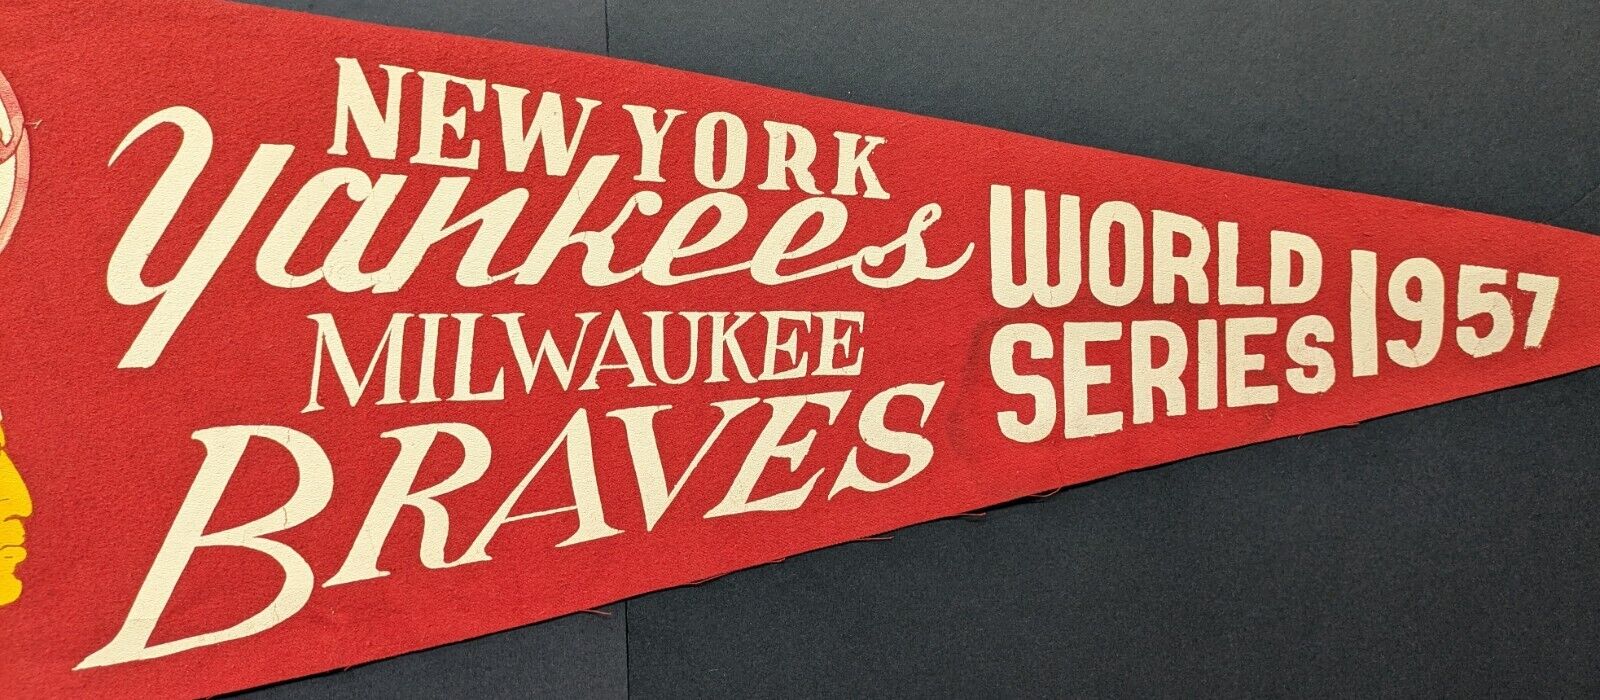 NEW YORK
Yankees
MILWAUKEE
BRAVES
WORLD
SERIES 1957